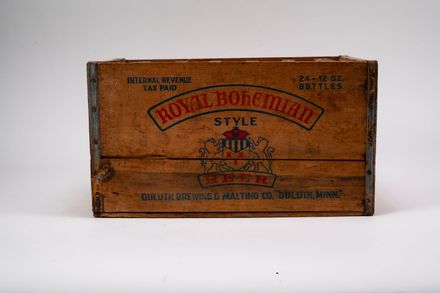 INTERNAL REVENUE
TAX PAID
24-12 OZ.
BOTTLES
ROYAL BOHEMIAN
STYLE
BEER
DULUTH BREWING & MALTING CO. "DULUTH, MINN."